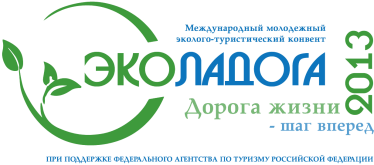 Международный молодежный
эколого-туристический конвент
ЭКОЛАДОГА
2013
Дорога жизни
- шаг вперед
ПРИ ПОДДЕРЖКЕ ФЕДЕРАЛЬНОГО АГЕНТСТВА ПО ТУРИЗМУ РОССИЙСКОЙ ФЕДЕРАЦИИ